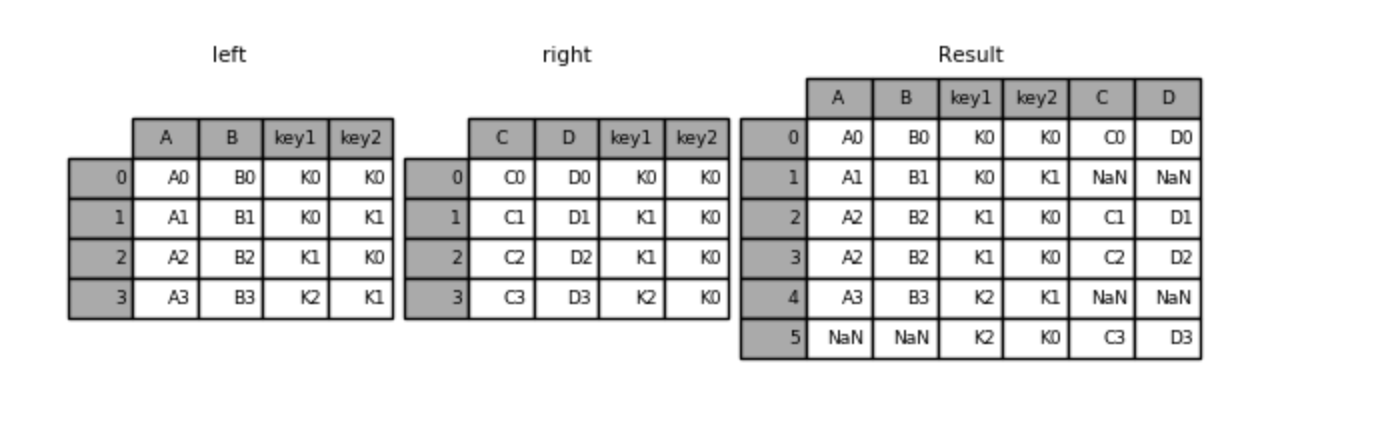 left right Result
A B key1 key2 C D
A B key1 key2 C D key1 key2 0 A0 B0 K0 K0 C0 D0
0 A0 B0 K0 K0 0 C0 D0 K0 K0 1 A1 B1 K0 K1 NaN NaN
1 A1 B1 K0 K1 1 C1 D1 K1 K0 2 A2 B2 K1 K0 C1 D1
2 A2 B2 K1 K0 2 C2 D2 K1 K0 3 A2 B2 K1 K0 C2 D2
3 A3 B3 K2 K1 3 C3 D3 K2 K0 4 A3 B3 K2 K1 NaN NaN
5 NaN NaN K2 K0 C3 D3